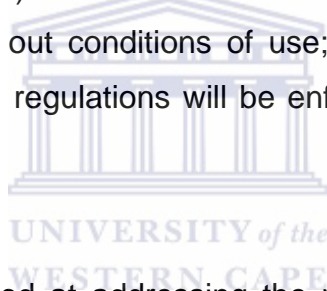 out conditions of use;
regulations will be enf
UNIVERSITY of the
WESTERN CAPE
ed at addressing the